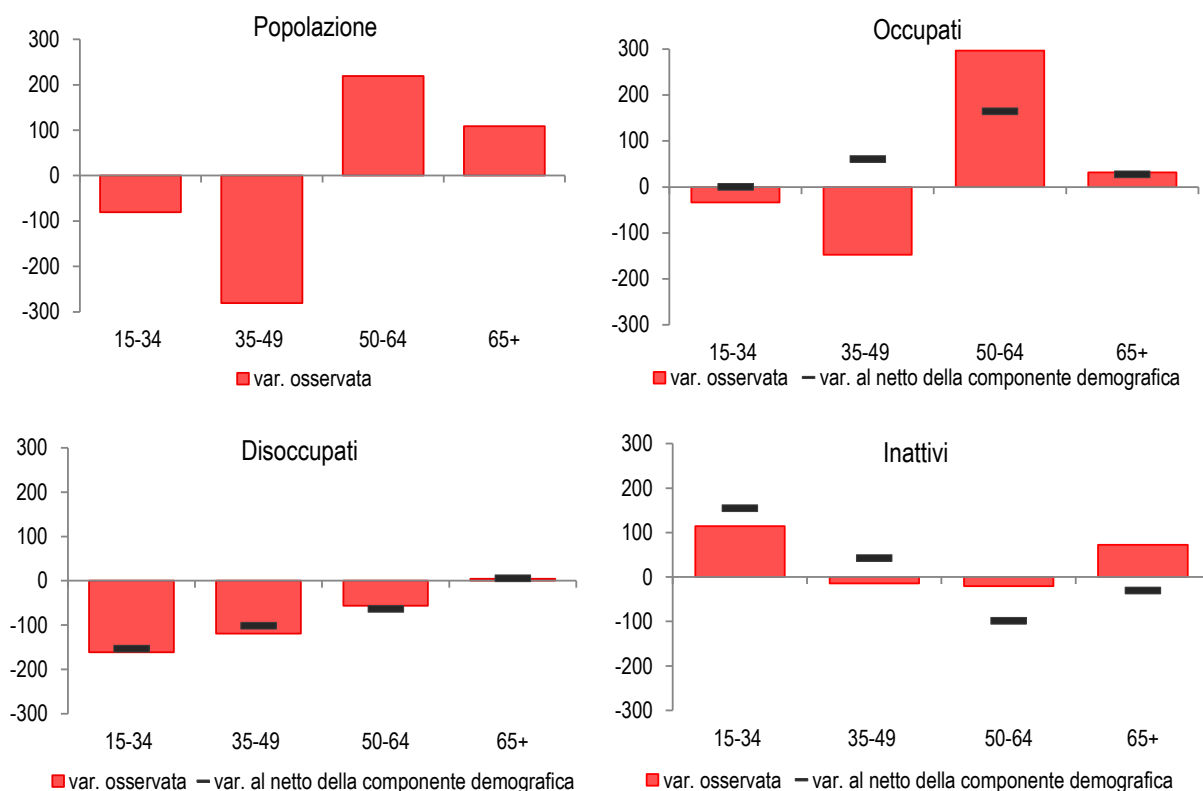 Popolazione
300
200
100
0
-100
-200
-300
15-34 35-49 50-64 65+
var. osservata
Occupati
300
200
100
0
-100
-200
-300
15-34 35-49 50-64 65+
var. osservata var. al netto della componente demografica
Disoccupati
300
200
100
0
-100
-200
-300
15-34 35-49 50-64 65+
var. osservata var. al netto della componente demografica
Inattivi
300
200
100
0
-100
-200
-300
15-34 35-49 50-64 65+
var. osservata var. al netto della componente demografica